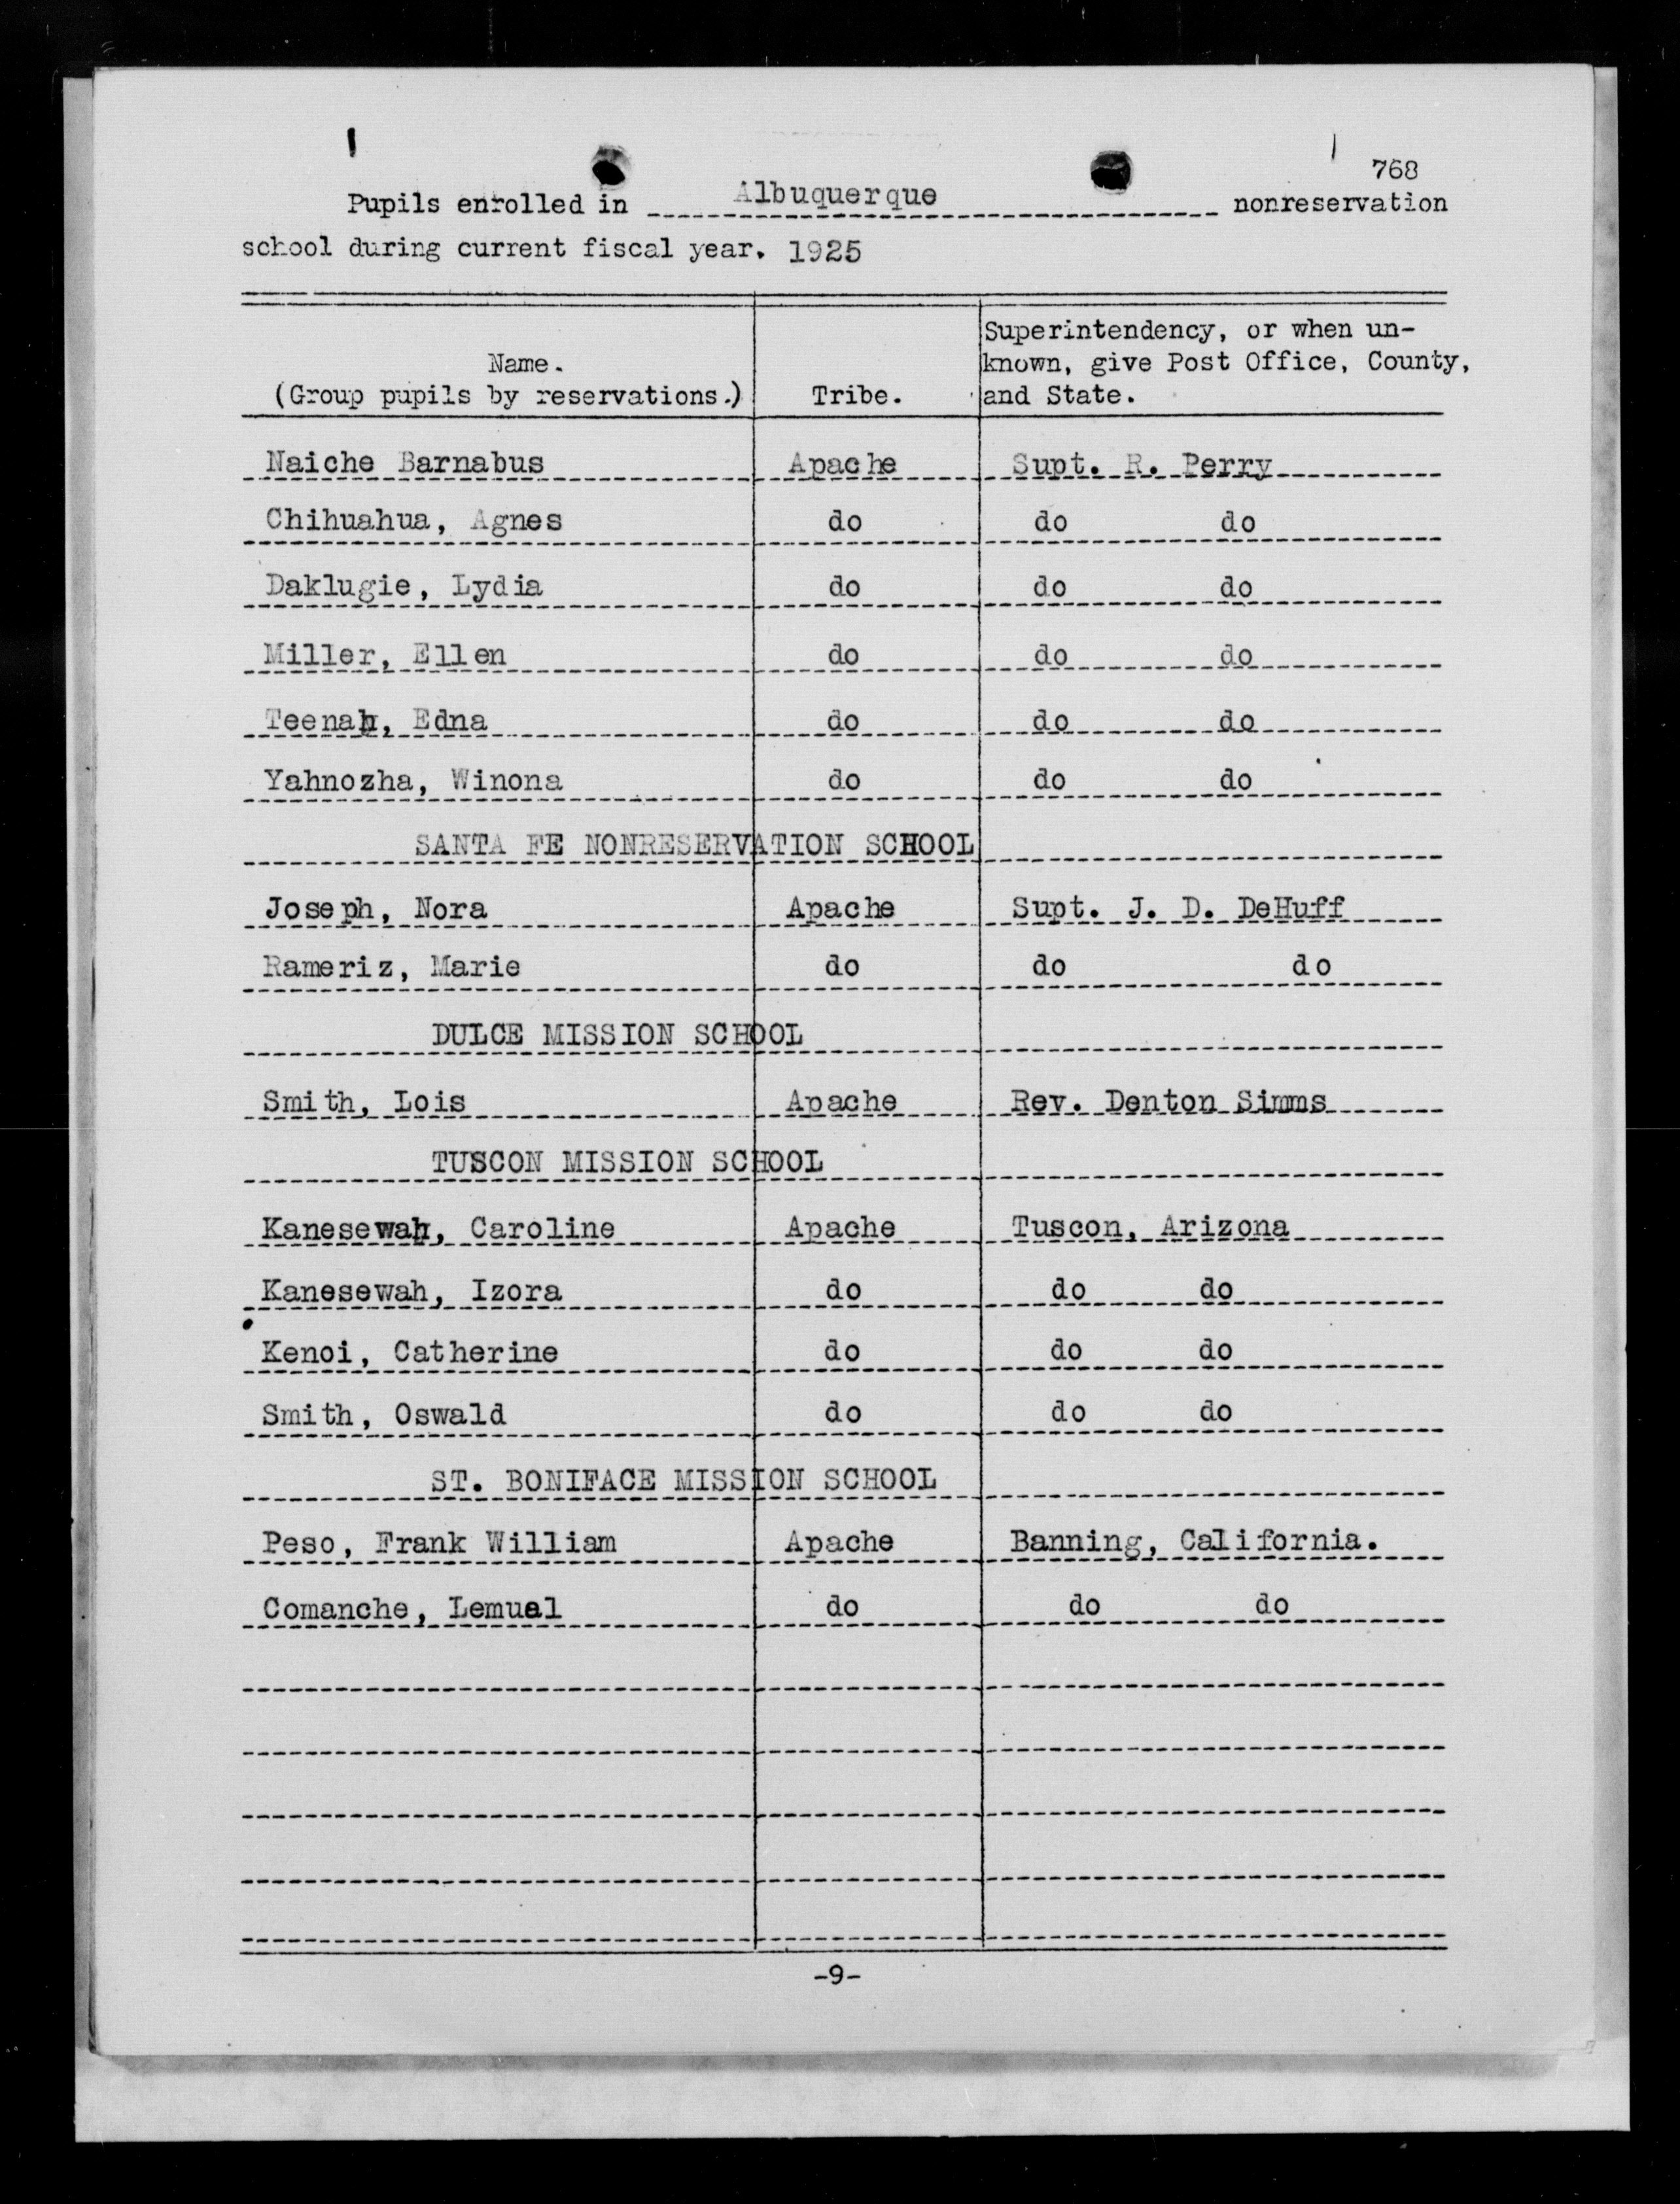 768
Pupils enrolled in Albuquerque nonreservation
school during current fiscal year. 1925
Name.
(Group pupils by reservations.)
Tribe.
Superintendency, or when un-
known, give Post Office, County,
and State.
Naiche Barnabus Apache Supt. R. Perry
Chihuahua, Agnes do do do
Daklugie, Lydia do do do
Miller, Ellen do do do
Teenah, Edna do do do
Yahnozha, Winona do do do
SANTA FE NONRESERVATION SCHOOL
Joseph, Nora Apache Supt. J. D. DeHuff
Rameriz, Marie do do do
DULCE MISSION SCHOOL
Smith, Lois Apache Rev. Denton Simms
TUSCON MISSION SCHOOL
Kanesewah, Caroline Apache Tuscon, Arizona
Kanesewah, Izora do do do
Kenoi, Catherine do do do
Smith, Oswald do do do
ST. BONIFACE MISSION SCHOOL
Peso, Frank William Apache Banning, California.
Comanche, Lemual do do do
-9-